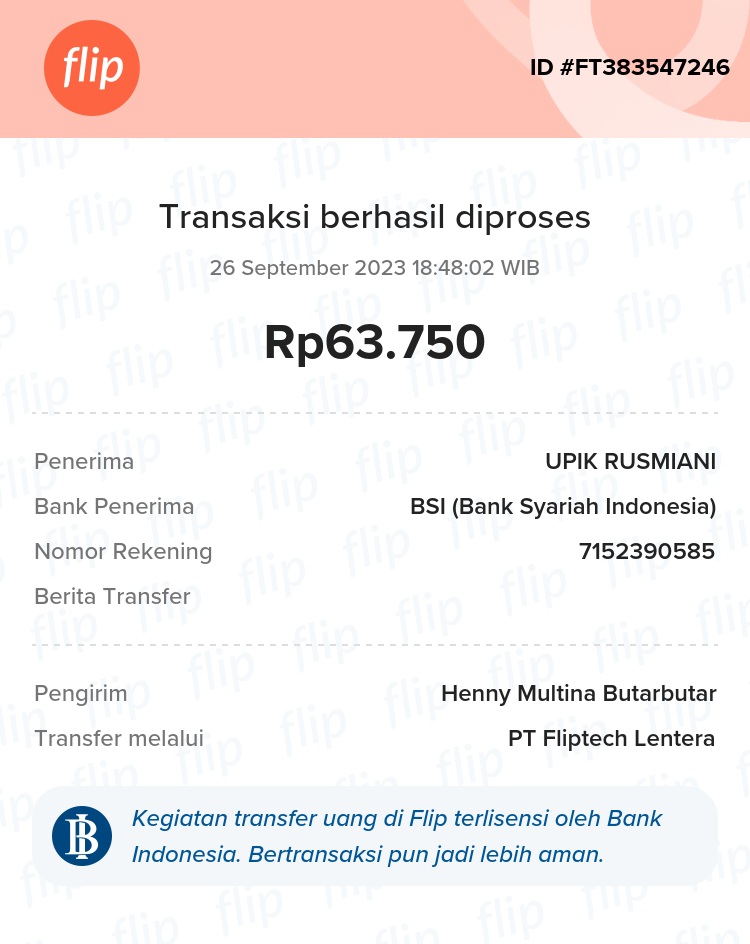 flip
ID #FT383547246
Transaksi berhasil diproses
26 September 2023 18:48:02 WIB
Rp63.750
Penerima UPIK RUSMIANI
Bank Penerima BSI (Bank Syariah Indonesia)
Nomor Rekening 7152390585
Berita Transfer
Pengirim Henny Multina Butarbutar
Transfer melalui PT Fliptech Lentera
Kegiatan transfer uang di Flip terlisensi oleh Bank
Indonesia. Bertransaksi pun jadi lebih aman.